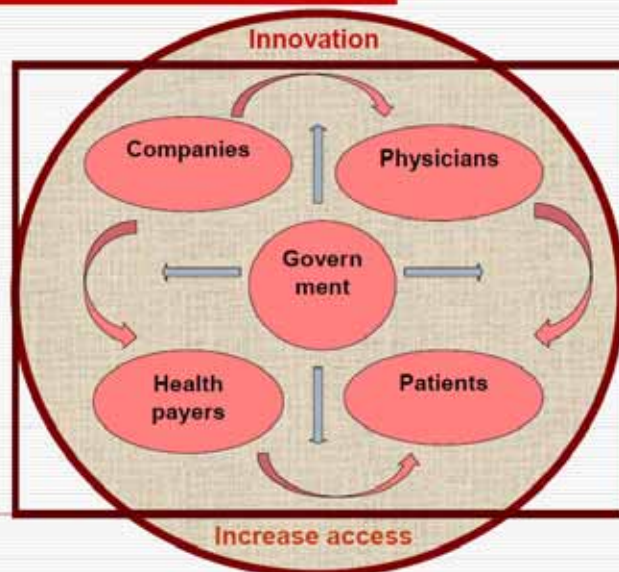 Innovation
Companies
Physicians
Govern
ment
Health
payers
Patients
Increase access